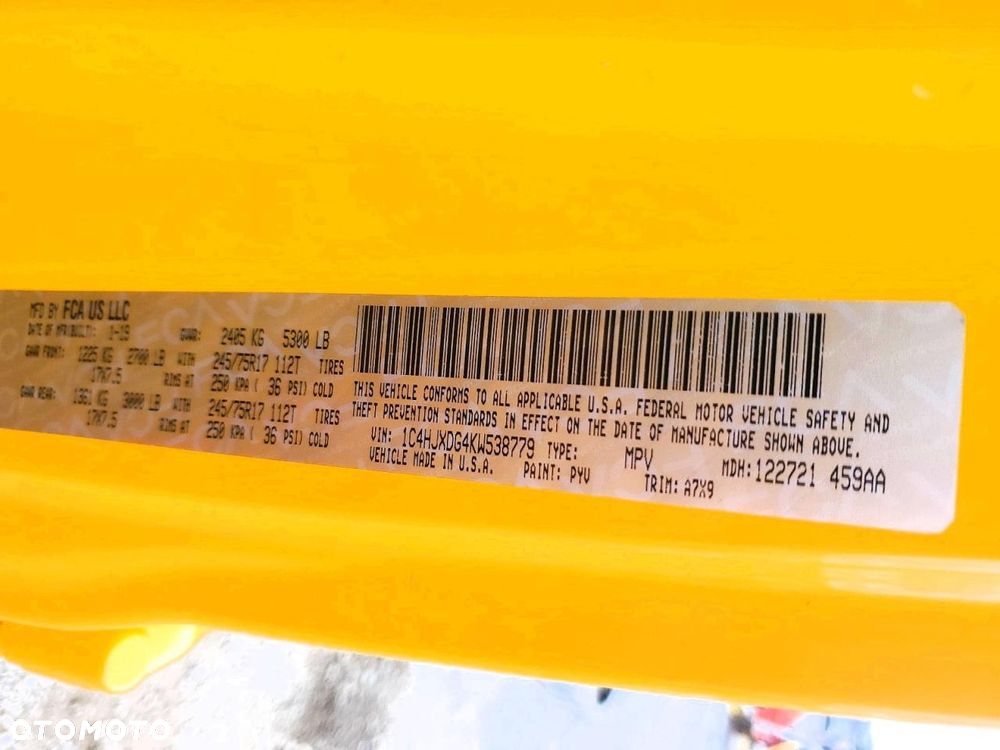 MFD BY FCA US LLC
DATE OF MFR(BUILT): 1-19 GVWR: 2405 KG 5300 LB
GAWR FRONT: 1225 KG 2700 LB WITH 245/75R17 112T TIRES
17X7.5 RIMS AT 250 KPA ( 36 PSI) COLD
GAWR REAR: 1361 KG 3000 LB WITH 245/75R17 112T TIRES
17X7.5 RIMS AT 250 KPA ( 36 PSI) COLD
THIS VEHICLE CONFORMS TO ALL APPLICABLE U.S.A. FEDERAL MOTOR VEHICLE SAFETY AND
THEFT PREVENTION STANDARDS IN EFFECT ON THE DATE OF MANUFACTURE SHOWN ABOVE.
VIN: 1C4HJXDG4KW538779 TYPE: MPV MDH: 122721 459AA
VEHICLE MADE IN U.S.A. PAINT: PYV TRIM: A7X9
OTOMOTO